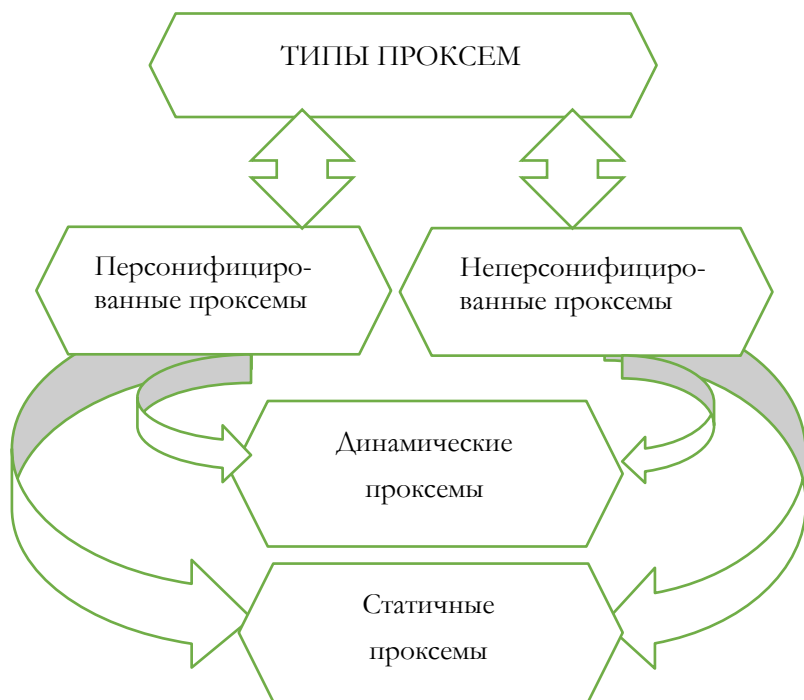 ТИПЫ ПРОКСЕМ
Персонифициро-
ванные проксемы
Неперсонифициро-
ванные проксемы
Динамические
проксемы
Статичные
проксемы